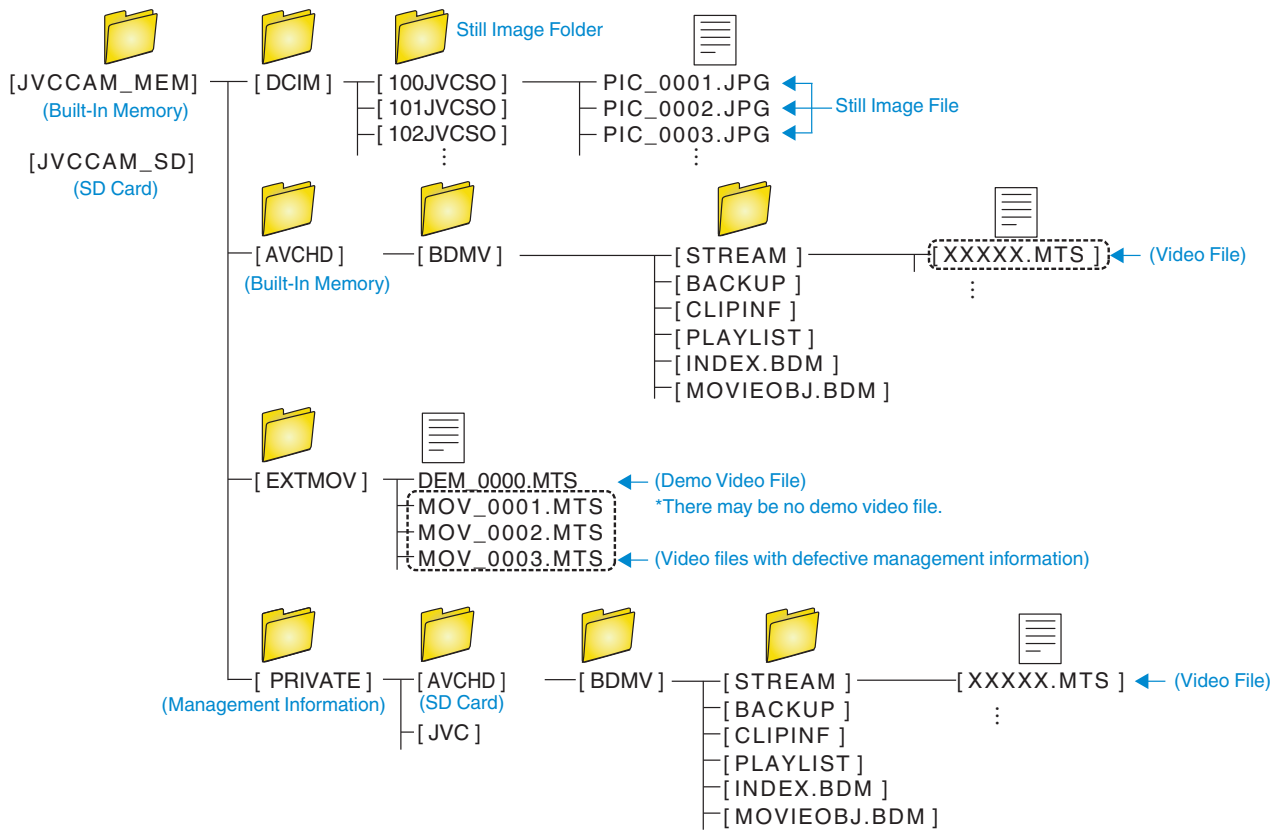 Still Image Folder
[JVCCAM_MEM]
(Built-In Memory)
[JVCCAM_SD]
(SD Card)
[ DCIM ]
[ 100JVCSO ]
[ 101JVCSO ]
[ 102JVCSO ]
PIC_0001.JPG
PIC_0002.JPG
PIC_0003.JPG
Still Image File
[ AVCHD ]
(Built-In Memory)
[ BDMV ]
[ STREAM ]
[ BACKUP ]
[ CLIPINF ]
[ PLAYLIST ]
[ INDEX.BDM ]
[ MOVIEOBJ.BDM ]
[ XXXXX.MTS ]
(Video File)
[ EXTMOV ]
DEM_0000.MTS
MOV_0001.MTS
MOV_0002.MTS
MOV_0003.MTS
(Demo Video File)
*There may be no demo video file.
(Video files with defective management information)
[ PRIVATE ]
(Management Information)
[ AVCHD ]
(SD Card)
[ JVC ]
[ BDMV ]
[ STREAM ]
[ BACKUP ]
[ CLIPINF ]
[ PLAYLIST ]
[ INDEX.BDM ]
[ MOVIEOBJ.BDM ]
[ XXXXX.MTS ]
(Video File)